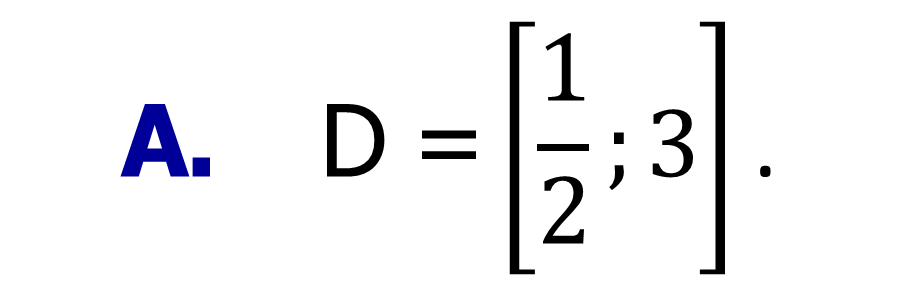 A. D = [1/2 ; 3].